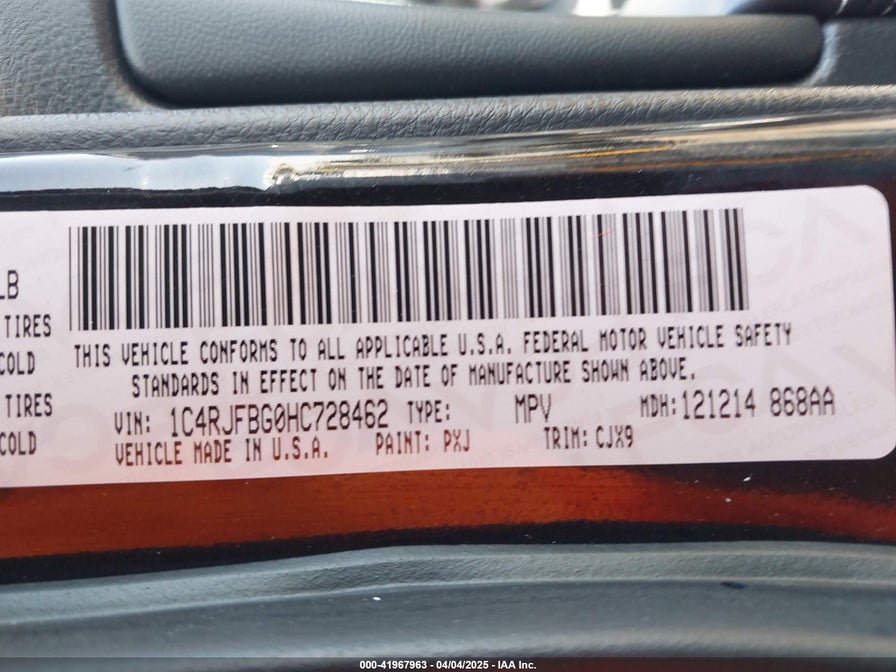 LB
TIRES
COLD
TIRES
COLD
THIS VEHICLE CONFORMS TO ALL APPLICABLE U.S.A. FEDERAL MOTOR VEHICLE SAFETY
STANDARDS IN EFFECT ON THE DATE OF MANUFACTURE SHOWN ABOVE.
VIN: 1C4RJFBG0HC728462 TYPE: MPV MDH: 121214 868AA
VEHICLE MADE IN U.S.A. PAINT: PXJ TRIM: CJX9
000-41967963 - 04/04/2025 - IAA Inc.